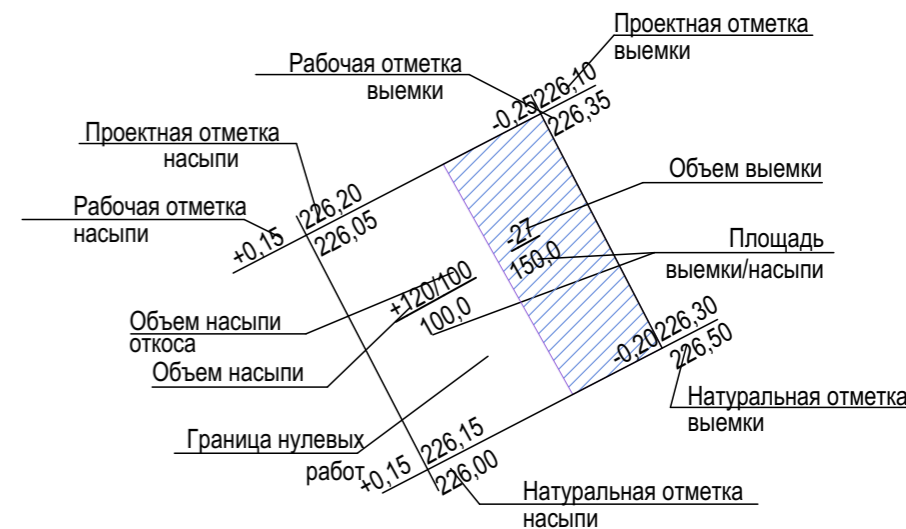 Проектная отметка
выемки
Рабочая отметка
выемки
-0,25 226,10
226,35
Проектная отметка
насыпи
Объем выемки
Рабочая отметка
насыпи
+0,15 226,20
226,05
-27
150,0
Площадь
выемки/насыпи
+120/100
100,0
Объем насыпи
откоса
Объем насыпи
-0,20 226,30
226,50
Натуральная отметка
выемки
Граница нулевых
работ
+0,15 226,15
226,00
Натуральная отметка
насыпи